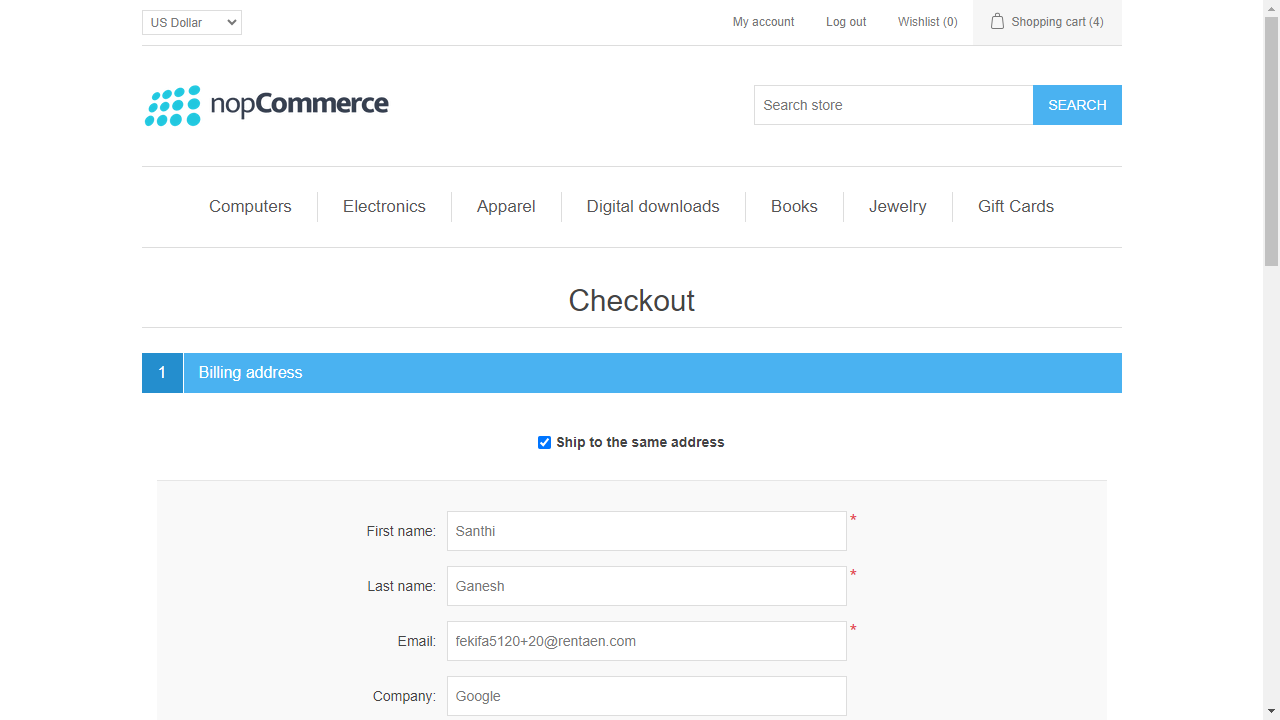 US Dollar My account Log out Wishlist (0) Shopping cart (4)
nopCommerce Search store SEARCH
Computers Electronics Apparel Digital downloads Books Jewelry Gift Cards
Checkout
1 Billing address
Ship to the same address
First name: Santhi *
Last name: Ganesh *
Email: fekifa5120+20@rentaen.com *
Company: Google